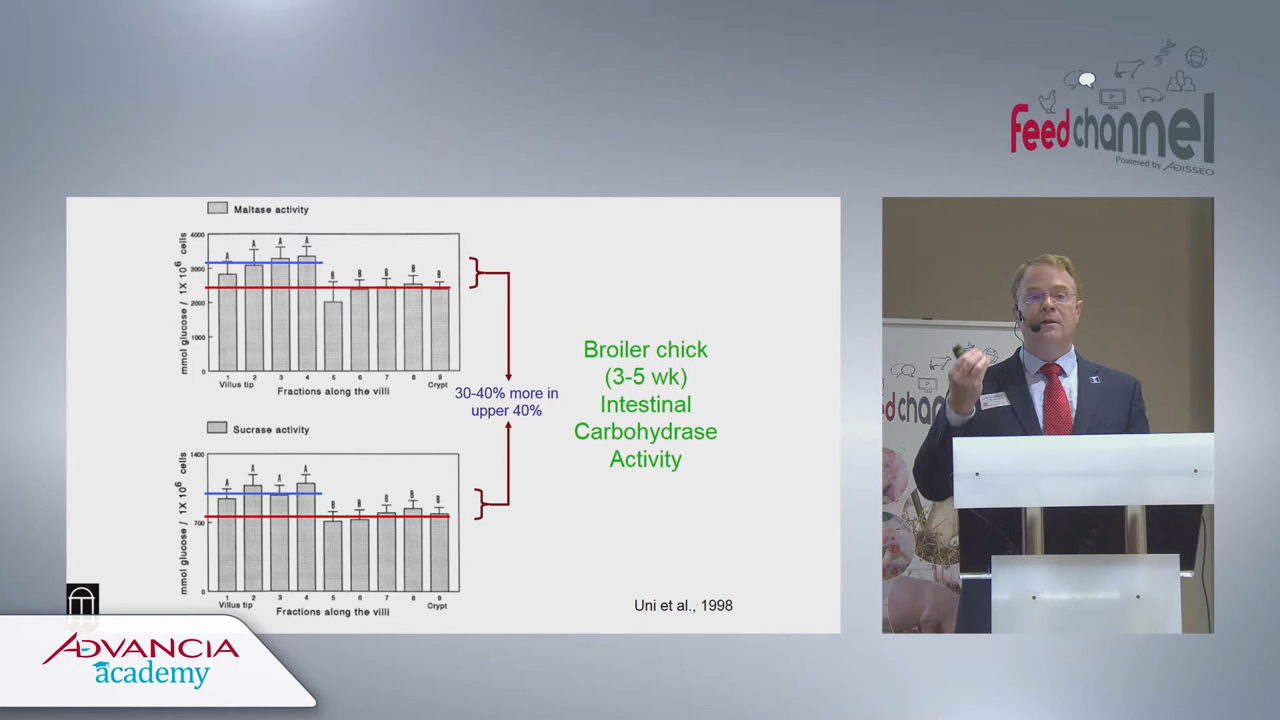 feedchannel
Powered by ADISSEO
Maltase activity
mmol glucose / 1X 10⁶ cells
4000
3000
2000
1000
0
A A A A B B B B B
1 2 3 4 5 6 7 8 9
Villus tip Crypt
Fractions along the villi
Sucrase activity
mmol glucose / 1X 10⁶ cells
1400
700
0
A A A A B B B B B
1 2 3 4 5 6 7 8 9
Villus tip Crypt
Fractions along the villi
30-40% more in
upper 40%
Broiler chick
(3-5 wk)
Intestinal
Carbohydrase
Activity
Uni et al., 1998
ADVANCIA
academy